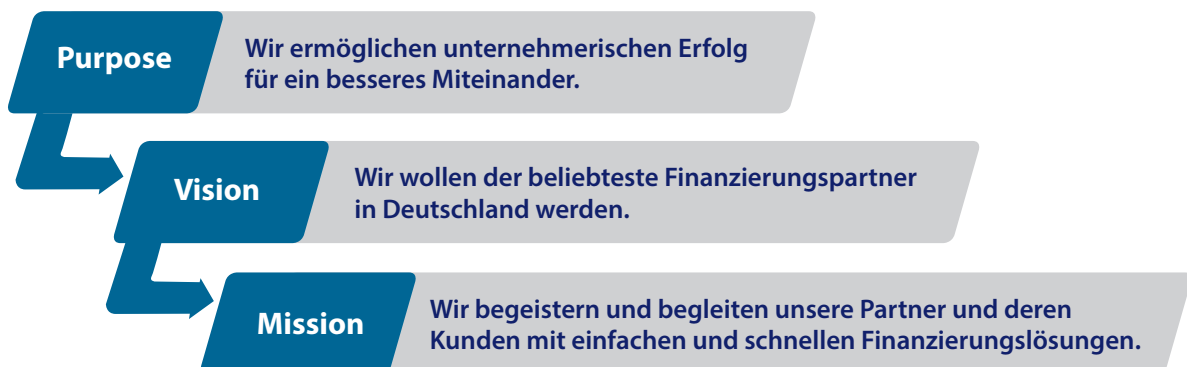 Purpose
Wir ermöglichen unternehmerischen Erfolg
für ein besseres Miteinander.
Vision
Wir wollen der beliebteste Finanzierungspartner
in Deutschland werden.
Mission
Wir begeistern und begleiten unsere Partner und deren
Kunden mit einfachen und schnellen Finanzierungslösungen.